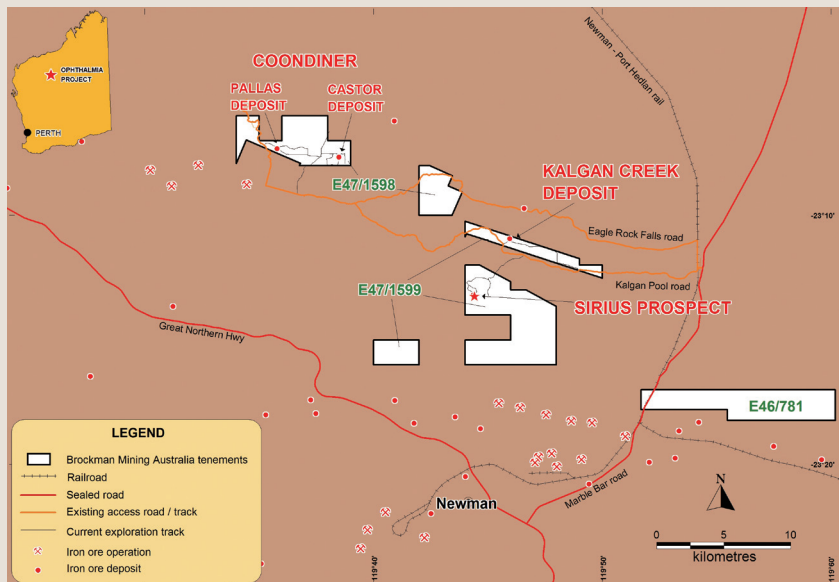 OPHTHALMIA
PROJECT
PERTH
COONDINER
PALLAS
DEPOSIT
CASTOR
DEPOSIT
Newman - Port Hedlan rail
E47/1598
KALGAN CREEK
DEPOSIT
-23°10'
Eagle Rock Falls road
Kalgan Pool road
E47/1599
SIRIUS PROSPECT
Great Northern Hwy
E46/781
-23°20'
Marble Bar road
Newman
N
0 5 10
kilometres
119°40'
119°50'
LEGEND
Brockman Mining Australia tenements
Railroad
Sealed road
Existing access road / track
Current exploration track
Iron ore operation
Iron ore deposit